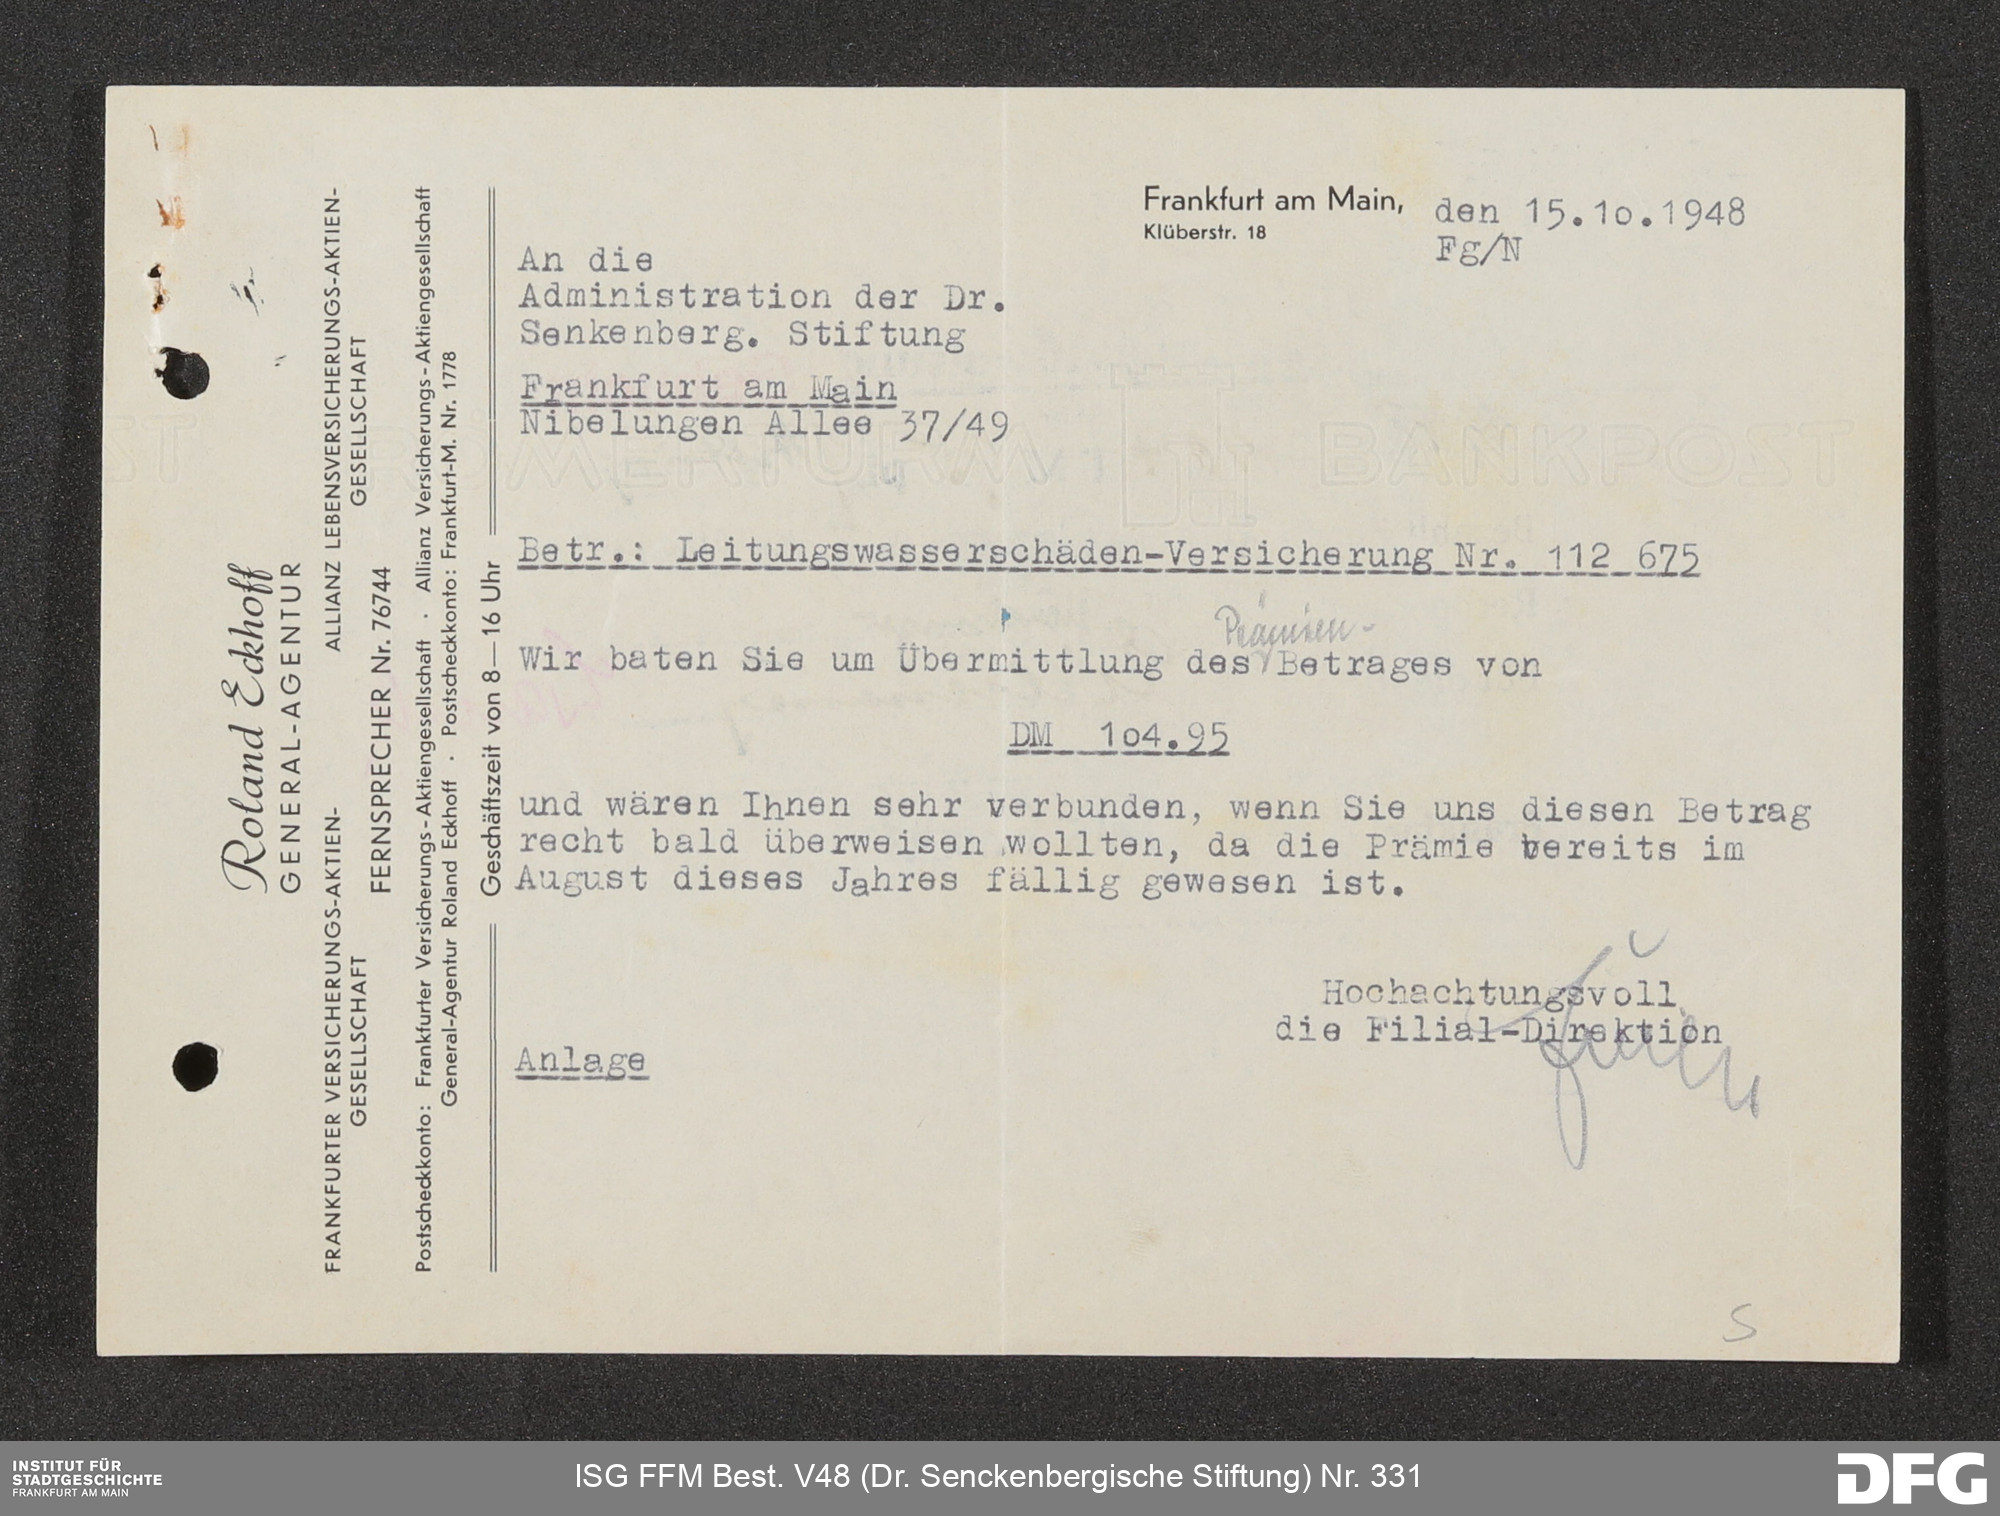 Roland Eckhoff
GENERAL-AGENTUR
FRANKFURTER VERSICHERUNGS-AKTIEN-
GESELLSCHAFT
ALLIANZ LEBENSVERSICHERUNGS-AKTIEN-
GESELLSCHAFT
FERNSPRECHER Nr. 76744
Postscheckkonto: Frankfurter Versicherungs-Aktiengesellschaft · Allianz Versicherungs-Aktiengesellschaft
General-Agentur Roland Eckhoff · Postscheckkonto: Frankfurt-M. Nr. 1778
Geschäftszeit von 8—16 Uhr
Frankfurt am Main, den 15.10.1948
Klüberstr. 18
Fg/N
An die
Administration der Dr.
Senkenberg. Stiftung
Frankfurt am Main
Nibelungen Allee 37/49
RÖMERTURM BANKPOST
Betr.: Leitungswasserschäden-Versicherung Nr. 112 675
Prämien-
Wir baten Sie um Übermittlung des Betrages von
DM 104.95
und wären Ihnen sehr verbunden, wenn Sie uns diesen Betrag
recht bald überweisen wollten, da die Prämie bereits im
August dieses Jahres fällig gewesen ist.
Hochachtungsvoll
die Filial-Direktion
Anlage
S
INSTITUT FÜR
STADTGESCHICHTE
FRANKFURT AM MAIN
ISG FFM Best. V48 (Dr. Senckenbergische Stiftung) Nr. 331
DFG